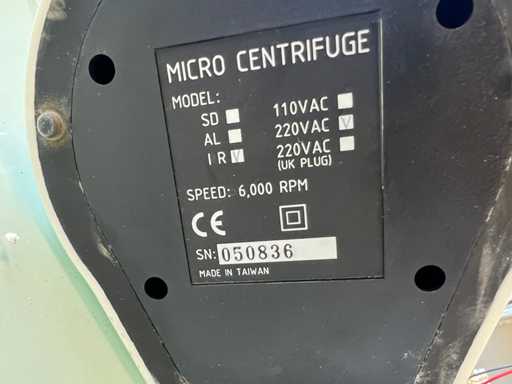 MICRO CENTRIFUGE
MODEL:
SD
AL
IR V
110VAC
220VAC V
220VAC
(UK PLUG)
SPEED: 6,000 RPM
CE
SN: 050836
MADE IN TAIWAN